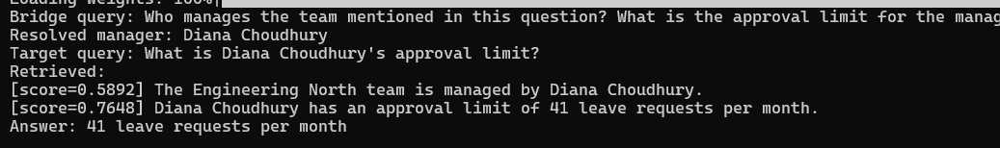 Loading weights: 100%|
Bridge query: Who manages the team mentioned in this question? What is the approval limit for the manag
Resolved manager: Diana Choudhury
Target query: What is Diana Choudhury's approval limit?
Retrieved:
[score=0.5892] The Engineering North team is managed by Diana Choudhury.
[score=0.7648] Diana Choudhury has an approval limit of 41 leave requests per month.
Answer: 41 leave requests per month